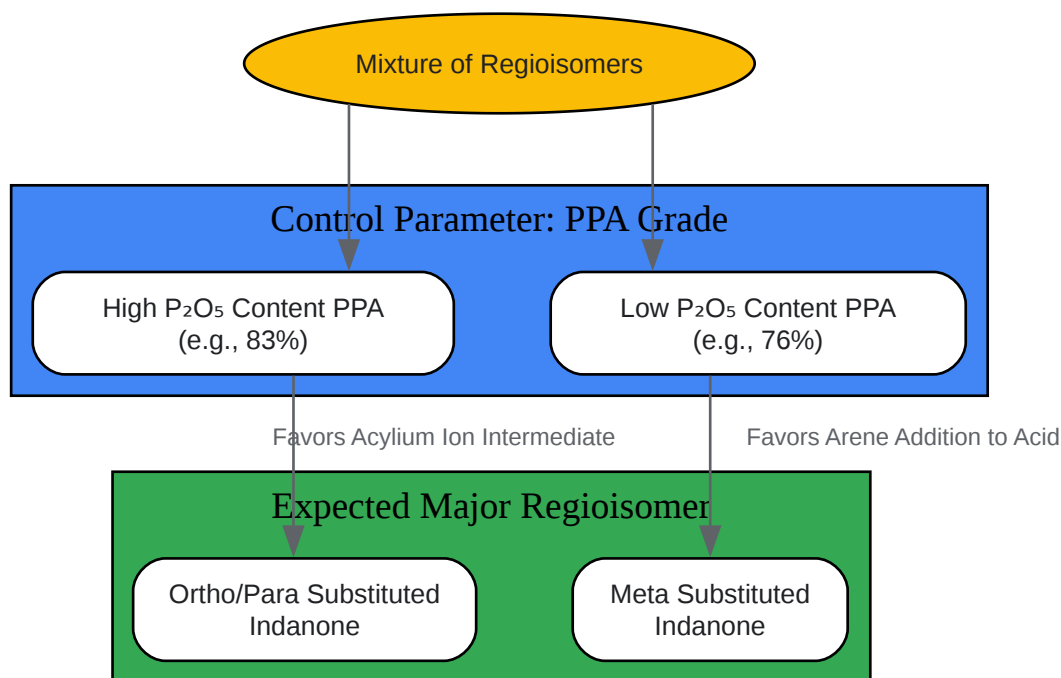 Mixture of Regioisomers
Control Parameter: PPA Grade
High P₂O₅ Content PPA
(e.g., 83%)
Low P₂O₅ Content PPA
(e.g., 76%)
Favors Acylium Ion Intermediate
Favors Arene Addition to Acid
Expected Major Regioisomer
Ortho/Para Substituted
Indanone
Meta Substituted
Indanone